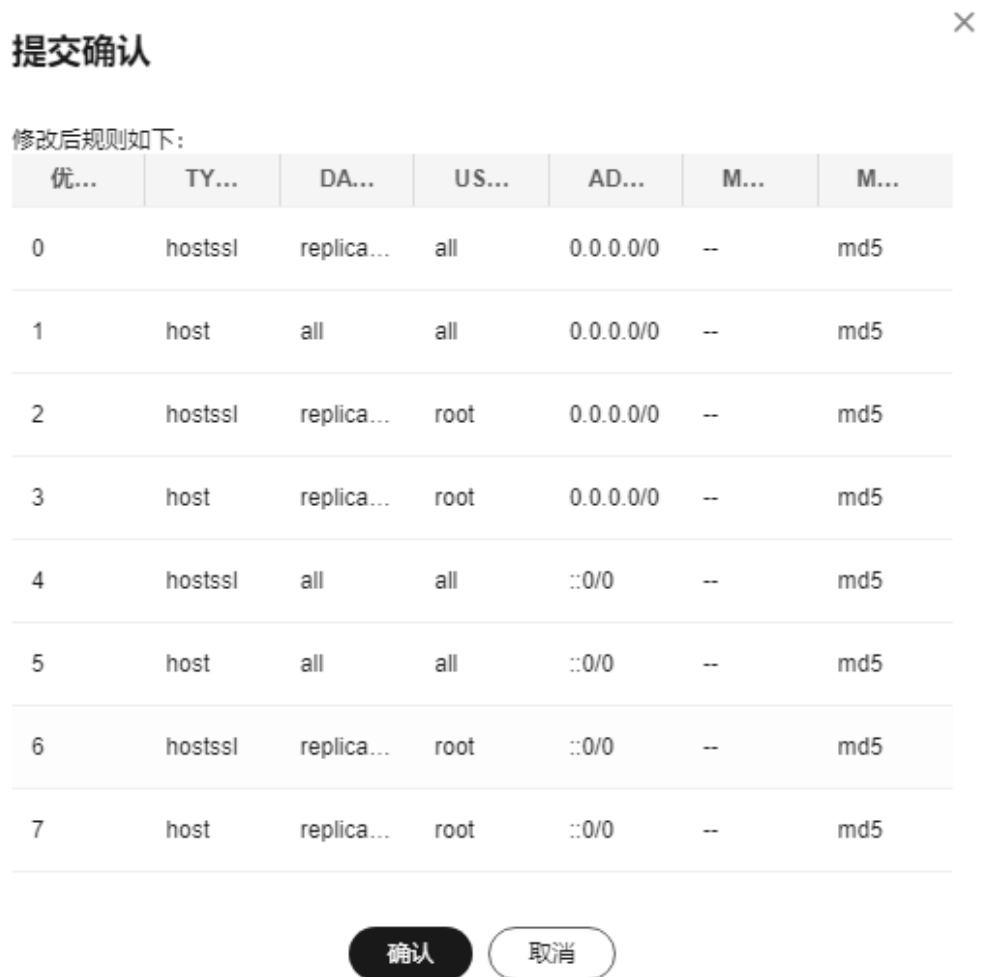 提交确认
修改后规则如下：
优... TY... DA... US... AD... M... M...
0 hostssl replica... all 0.0.0.0/0 -- md5
1 host all all 0.0.0.0/0 -- md5
2 hostssl replica... root 0.0.0.0/0 -- md5
3 host replica... root 0.0.0.0/0 -- md5
4 hostssl all all ::0/0 -- md5
5 host all all ::0/0 -- md5
6 hostssl replica... root ::0/0 -- md5
7 host replica... root ::0/0 -- md5
确认 取消